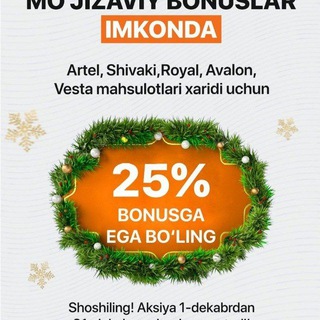 MO'JIZAVIY BONUSLAR
IMKONDA
Artel, Shivaki,Royal, Avalon,
Vesta mahsulotlari xaridi uchun
25%
BONUSGA
EGA BO‘LING
Shoshiling! Aksiya 1-dekabrdan